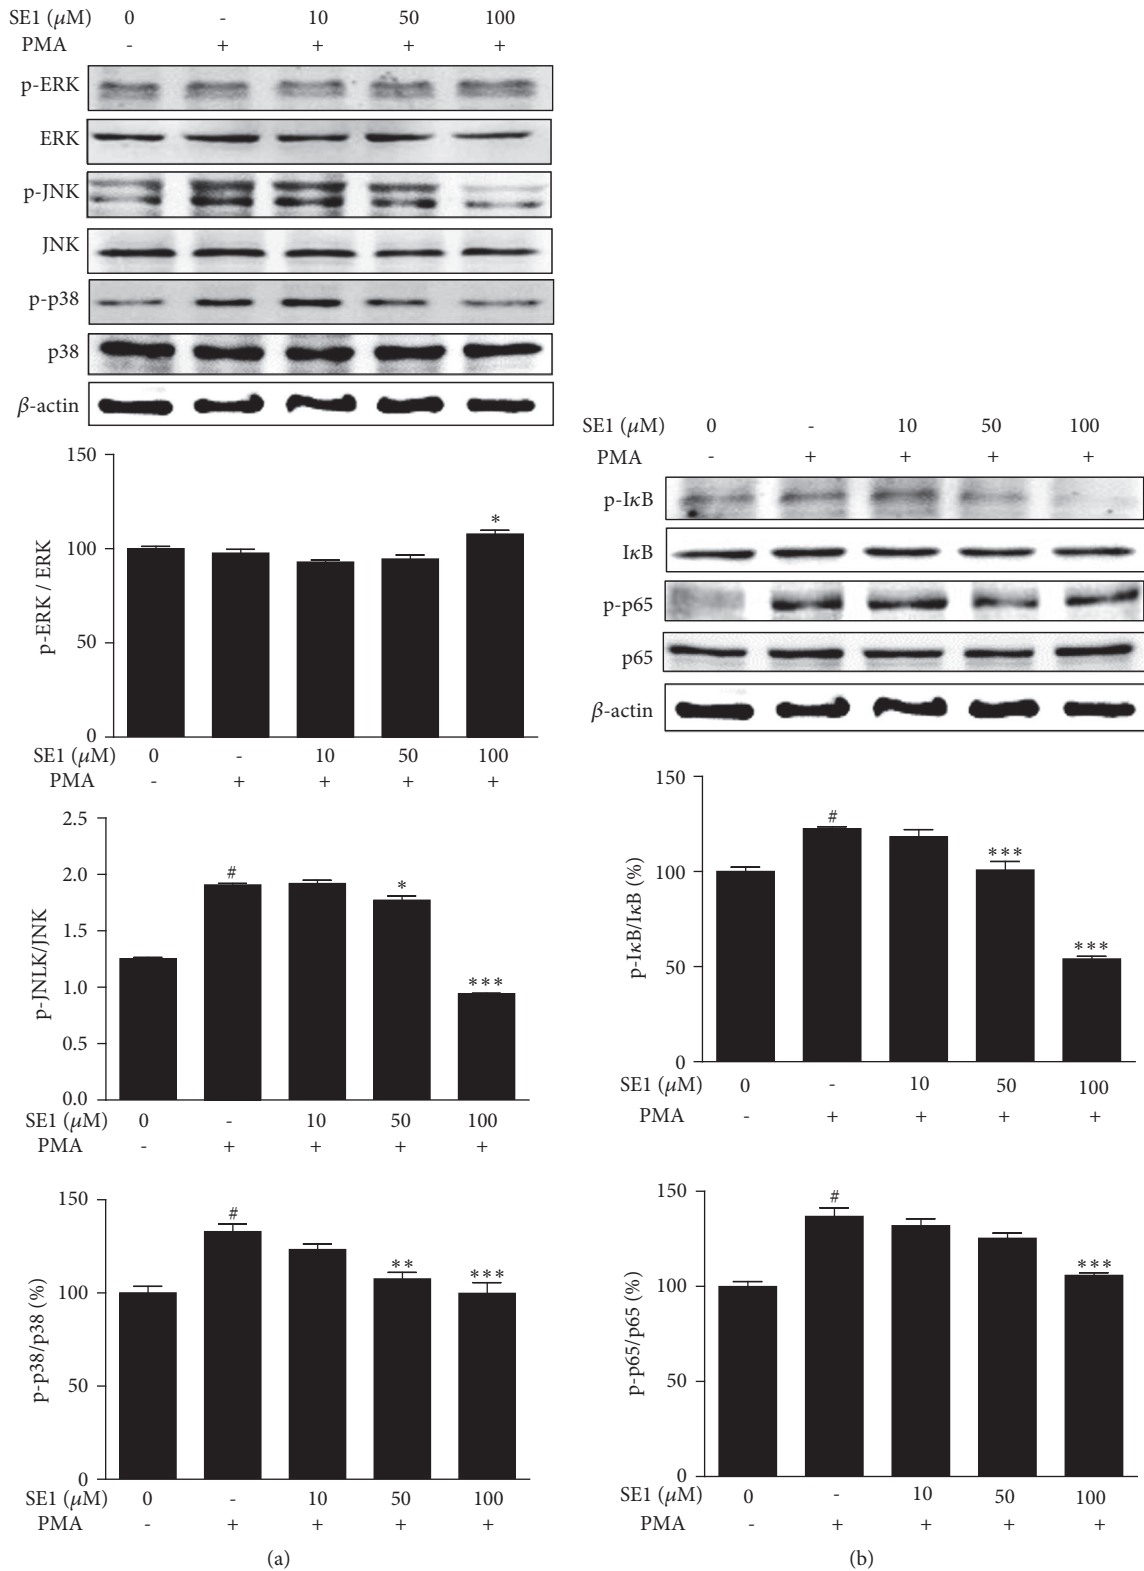 SE1 (μM) 0 - 10 50 100
PMA - + + + +
p-ERK
ERK
p-JNK
JNK
p-p38
p38
β-actin
150
100
50
0
p-ERK / ERK
*
SE1 (μM) 0 - 10 50 100
PMA - + + + +
2.5
2.0
1.5
1.0
0.5
0.0
p-JNLK/JNK
# * ***
SE1 (μM) 0 - 10 50 100
PMA - + + + +
150
100
50
0
p-p38/p38 (%)
# ** ***
SE1 (μM) 0 - 10 50 100
PMA - + + + +
(a)
SE1 (μM) 0 - 10 50 100
PMA - + + + +
p-IκB
IκB
p-p65
p65
β-actin
150
100
50
0
p-IκB/IκB (%)
# *** ***
SE1 (μM) 0 - 10 50 100
PMA - + + + +
150
100
50
0
p-p65/p65 (%)
# ***
SE1 (μM) 0 - 10 50 100
PMA - + + + +
(b)